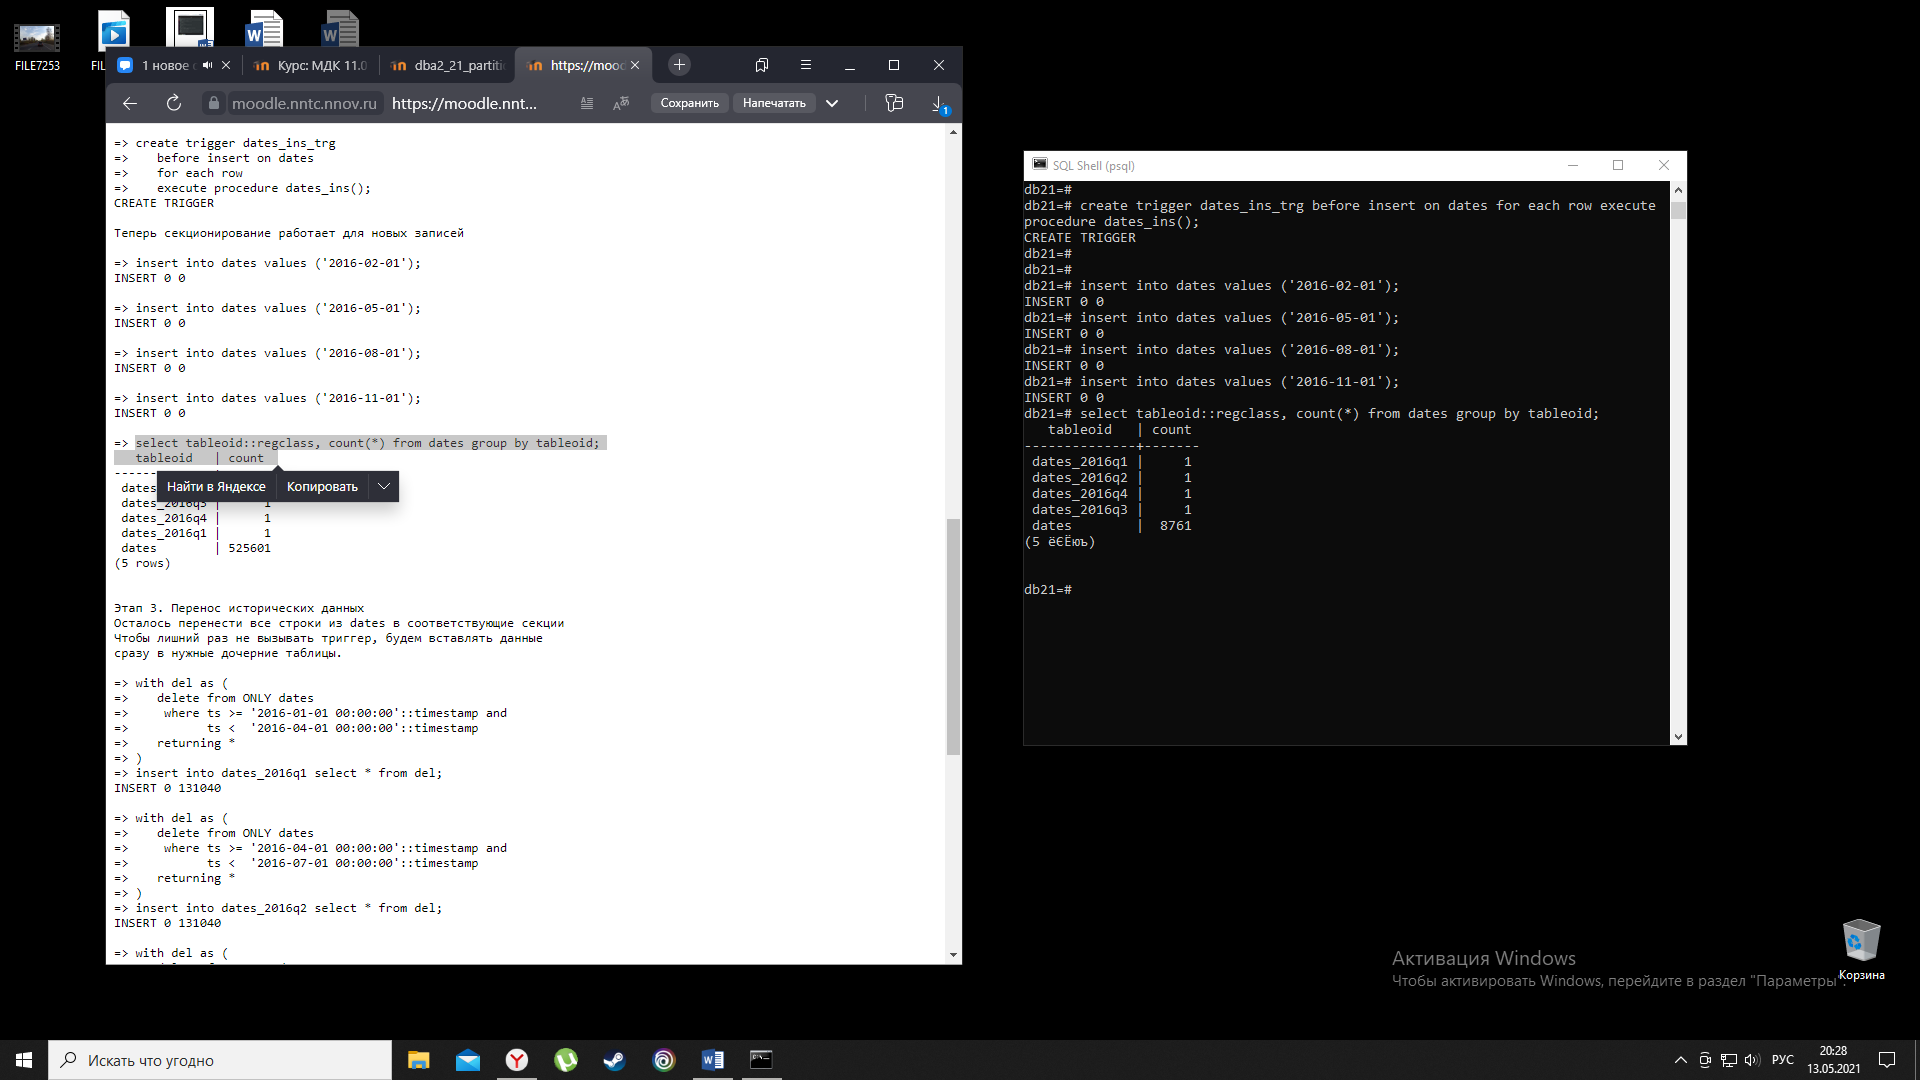 FILE7253
FIL
1 новое
Курс: МДК 11.0
dba2_21_partiti
https://mood
moodle.nntc.nnov.ru
https://moodle.nnt...
Сохранить
Напечатать
1
=> create trigger dates_ins_trg
=>    before insert on dates
=>    for each row
=>    execute procedure dates_ins();
CREATE TRIGGER
Теперь секционирование работает для новых записей
=> insert into dates values ('2016-02-01');
INSERT 0 0
=> insert into dates values ('2016-05-01');
INSERT 0 0
=> insert into dates values ('2016-08-01');
INSERT 0 0
=> insert into dates values ('2016-11-01');
INSERT 0 0
=> select tableoid::regclass, count(*) from dates group by tableoid;
   tableoid   | count
Найти в Яндексе
Копировать
 dates
 dates_2016q3 |      1
 dates_2016q4 |      1
 dates_2016q1 |      1
 dates        | 525601
(5 rows)
Этап 3. Перенос исторических данных
Осталось перенести все строки из dates в соответствующие секции
Чтобы лишний раз не вызывать триггер, будем вставлять данные
сразу в нужные дочерние таблицы.
=> with del as (
=>    delete from ONLY dates
=>     where ts >= '2016-01-01 00:00:00'::timestamp and
=>           ts <  '2016-04-01 00:00:00'::timestamp
=>    returning *
=> )
=> insert into dates_2016q1 select * from del;
INSERT 0 131040
=> with del as (
=>    delete from ONLY dates
=>     where ts >= '2016-04-01 00:00:00'::timestamp and
=>           ts <  '2016-07-01 00:00:00'::timestamp
=>    returning *
=> )
=> insert into dates_2016q2 select * from del;
INSERT 0 131040
=> with del as (
SQL Shell (psql)
db21=#
db21=# create trigger dates_ins_trg before insert on dates for each row execute
procedure dates_ins();
CREATE TRIGGER
db21=#
db21=#
db21=# insert into dates values ('2016-02-01');
INSERT 0 0
db21=# insert into dates values ('2016-05-01');
INSERT 0 0
db21=# insert into dates values ('2016-08-01');
INSERT 0 0
db21=# insert into dates values ('2016-11-01');
INSERT 0 0
db21=# select tableoid::regclass, count(*) from dates group by tableoid;
   tableoid   | count
--------------+-------
 dates_2016q1 |     1
 dates_2016q2 |     1
 dates_2016q4 |     1
 dates_2016q3 |     1
 dates        |  8761
(5 ёЄЁюъ)
db21=#
Активация Windows
Чтобы активировать Windows, перейдите в раздел "Параметры".
Корзина
Искать что угодно
РУС
20:28
13.05.2021